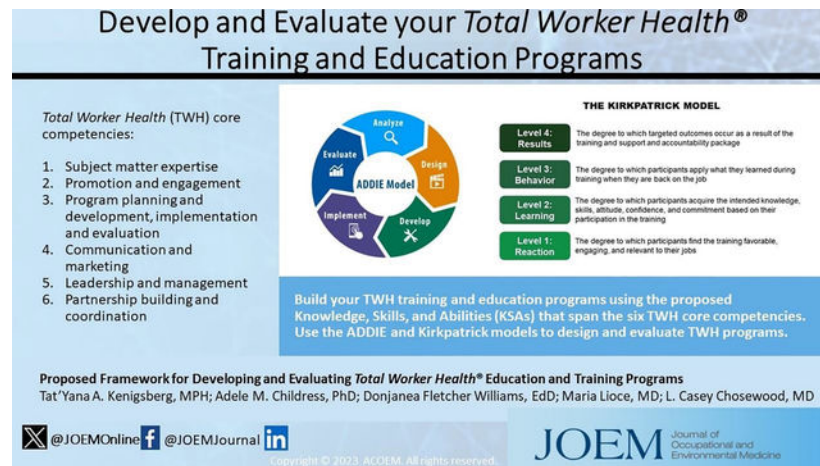 Develop and Evaluate your Total Worker Health®
Training and Education Programs
Total Worker Health (TWH) core
competencies:
1. Subject matter expertise
2. Promotion and engagement
3. Program planning and
development, implementation
and evaluation
4. Communication and
marketing
5. Leadership and management
6. Partnership building and
coordination
Analyze
Design
Develop
Implement
Evaluate
ADDIE Model
THE KIRKPATRICK MODEL
Level 4:
Results
The degree to which targeted outcomes occur as a result of the
training and support and accountability package
Level 3:
Behavior
The degree to which participants apply what they learned during
training when they are back on the job
Level 2:
Learning
The degree to which participants acquire the intended knowledge,
skills, attitude, confidence, and commitment based on their
participation in the training
Level 1:
Reaction
The degree to which participants find the training favorable,
engaging, and relevant to their jobs
Build your TWH training and education programs using the proposed
Knowledge, Skills, and Abilities (KSAs) that span the six TWH core competencies.
Use the ADDIE and Kirkpatrick models to design and evaluate TWH programs.
Proposed Framework for Developing and Evaluating Total Worker Health® Education and Training Programs
Tat'Yana A. Kenigsberg, MPH; Adele M. Childress, PhD; Donjanea Fletcher Williams, EdD; Maria Lioce, MD; L. Casey Chosewood, MD
X @JOEMOnline f @JOEMJournal in
JOEM
Journal of
Occupational and
Environmental Medicine
Copyright © 2023 ACOEM. All rights reserved.